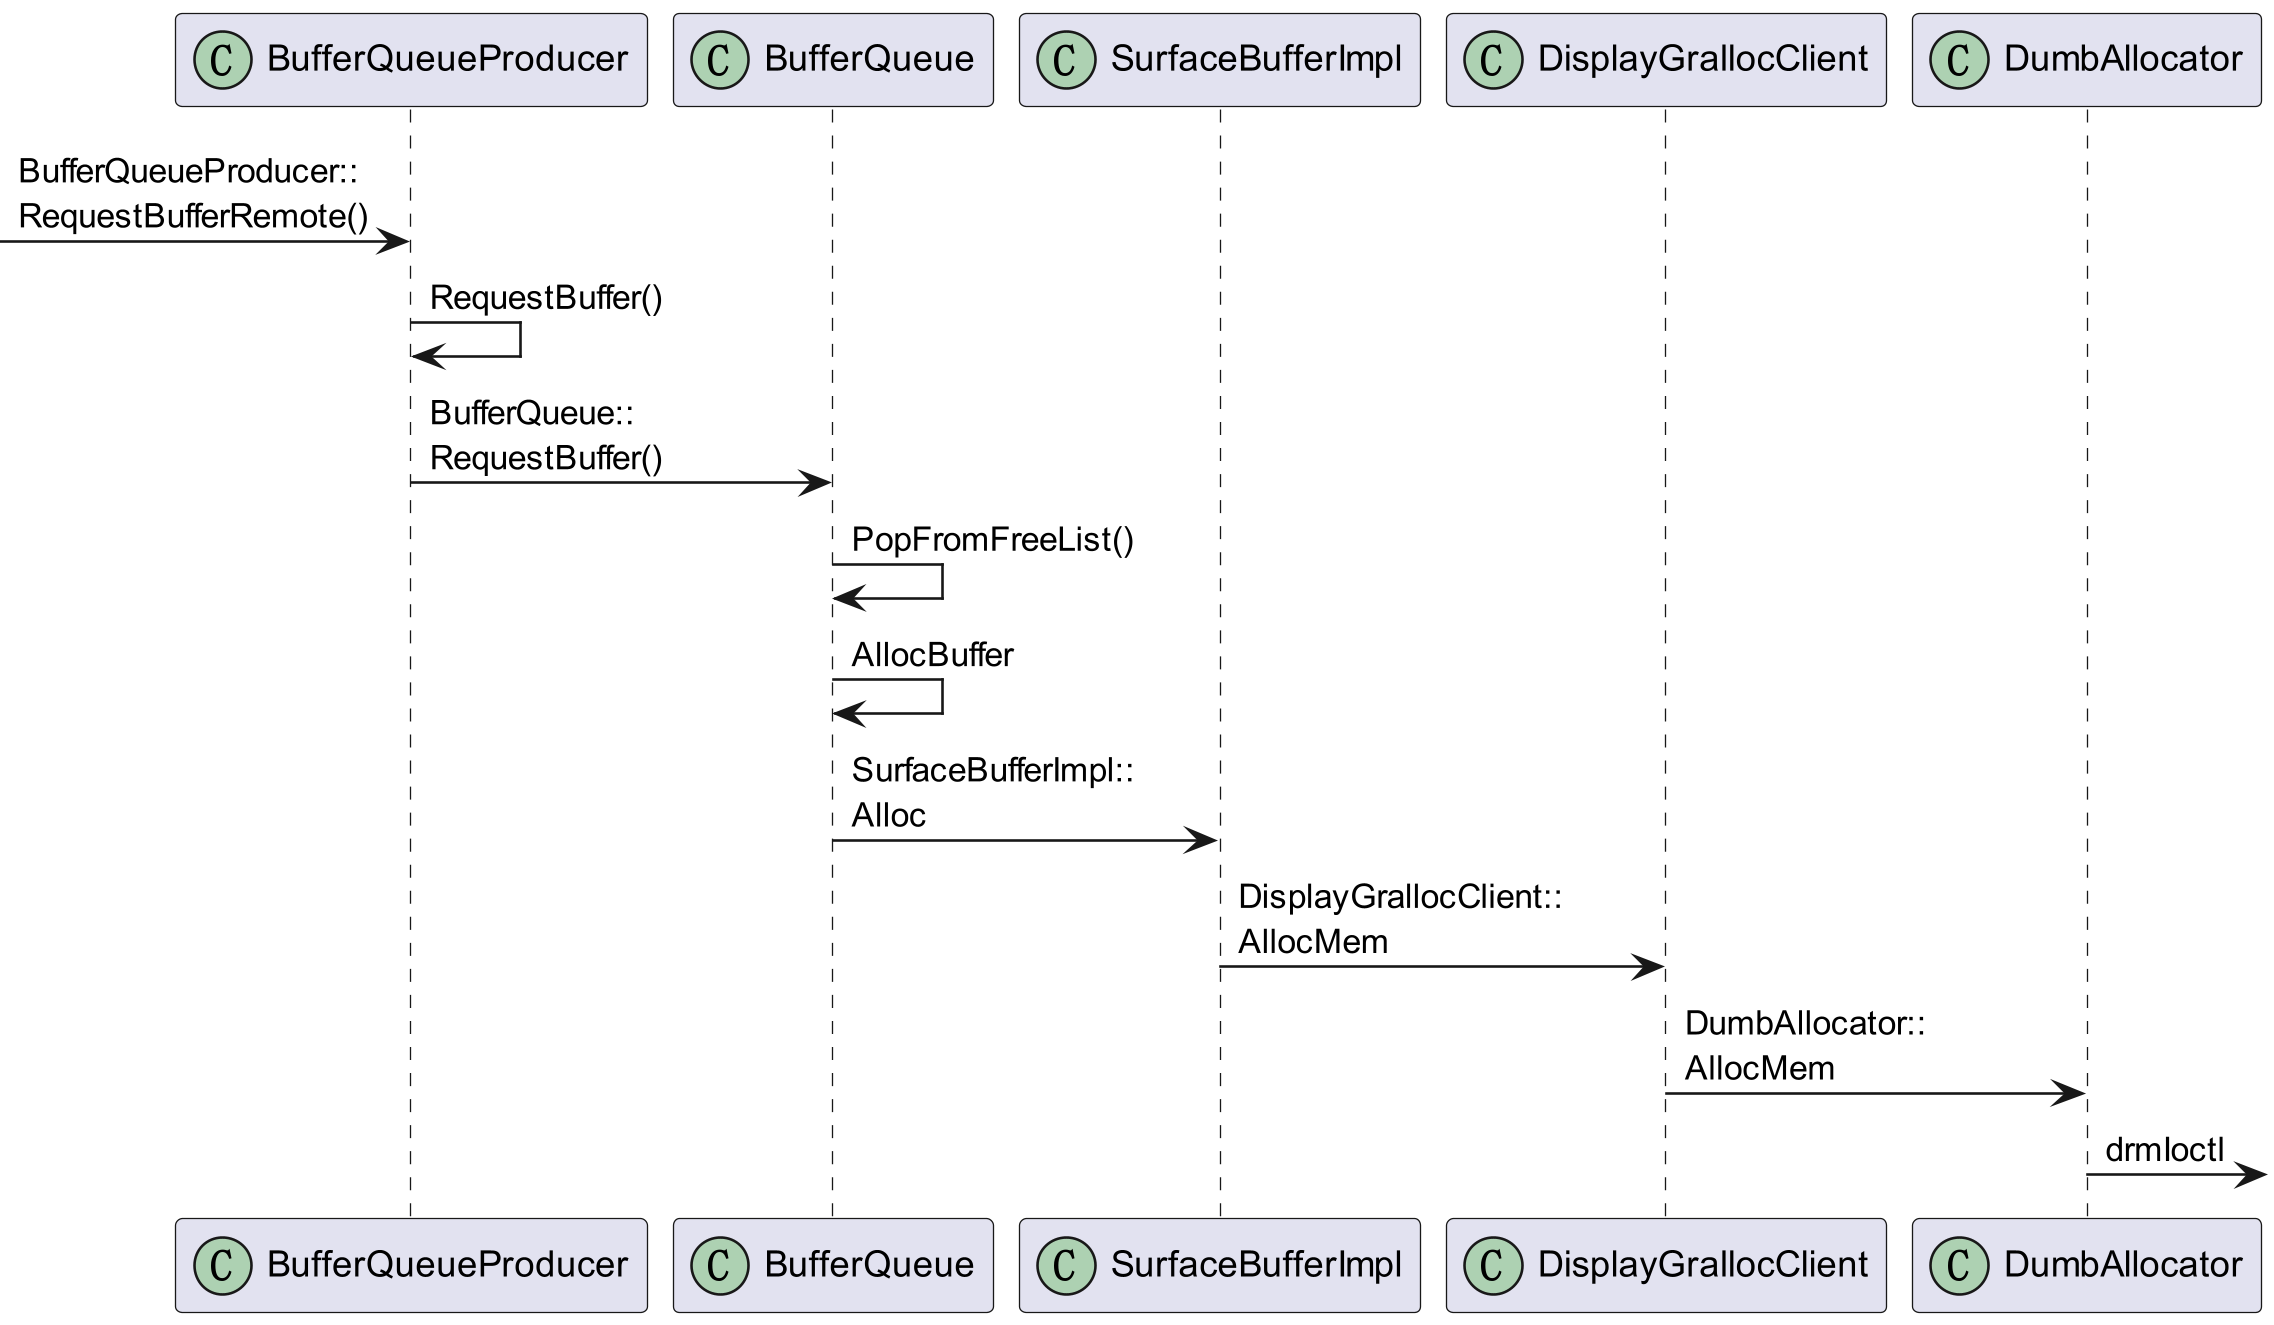 C BufferQueueProducer
C BufferQueue
C SurfaceBufferImpl
C DisplayGrallocClient
C DumbAllocator
BufferQueueProducer::
RequestBufferRemote()
RequestBuffer()
BufferQueue::
RequestBuffer()
PopFromFreeList()
AllocBuffer
SurfaceBufferImpl::
Alloc
DisplayGrallocClient::
AllocMem
DumbAllocator::
AllocMem
drmIoctl
C BufferQueueProducer
C BufferQueue
C SurfaceBufferImpl
C DisplayGrallocClient
C DumbAllocator